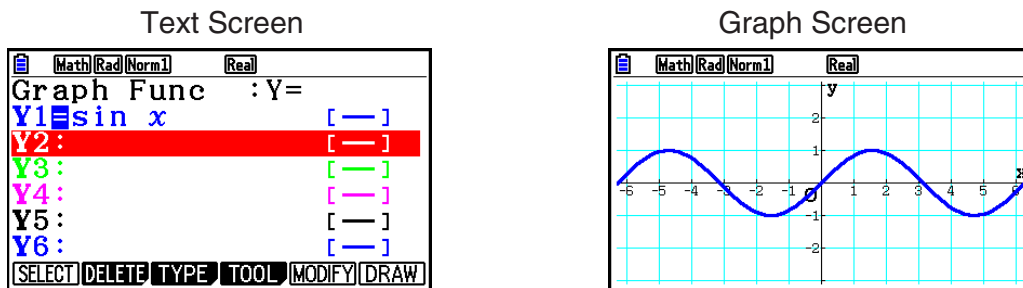 Text Screen
Math Rad Norm1 Real
Graph Func :Y=
Y1=sin x [—]
Y2: [—]
Y3: [—]
Y4: [—]
Y5: [—]
Y6: [—]
SELECT DELETE TYPE TOOL MODIFY DRAW
Graph Screen
Math Rad Norm1 Real
y
2
1
x
-6 -5 -4 -3 -2 -1 O 1 2 3 4 5 6
-1
-2